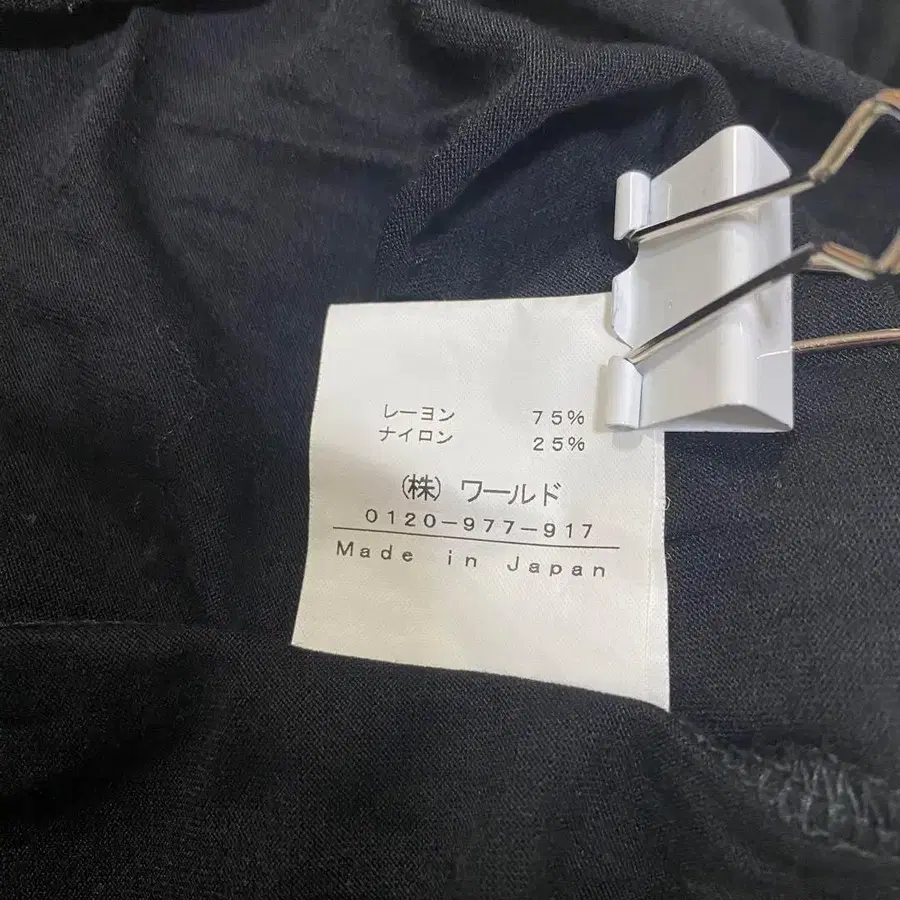 レーヨン 75%
ナイロン 25%
(株) ワールド
0120-977-917
Made in Japan